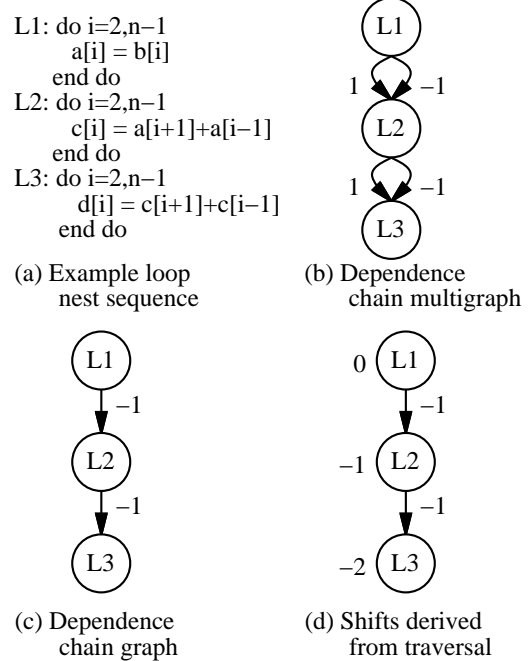 L1: do i=2,n−1
a[i] = b[i]
end do
L2: do i=2,n−1
c[i] = a[i+1]+a[i−1]
end do
L3: do i=2,n−1
d[i] = c[i+1]+c[i−1]
end do
(a) Example loop
nest sequence
L1
1 −1
L2
1 −1
L3
(b) Dependence
chain multigraph
L1
−1
L2
−1
L3
(c) Dependence
chain graph
0 L1
−1
−1 L2
−1
−2 L3
(d) Shifts derived
from traversal